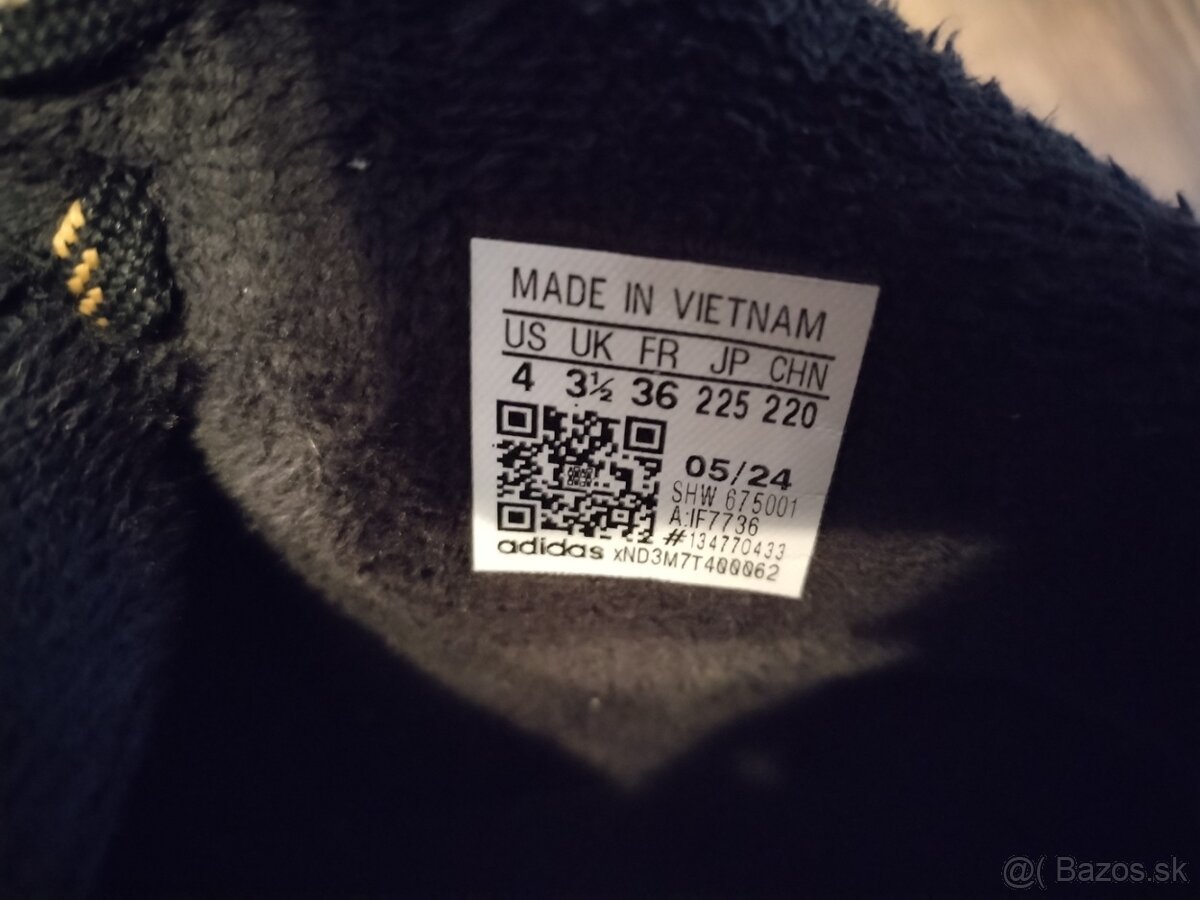 MADE IN VIETNAM
US UK FR JP CHN
4 3½ 36 225 220
05/24
SHW 675001
A:IF7736
#134770433
adidas xND3M7T400062
@( Bazos.sk